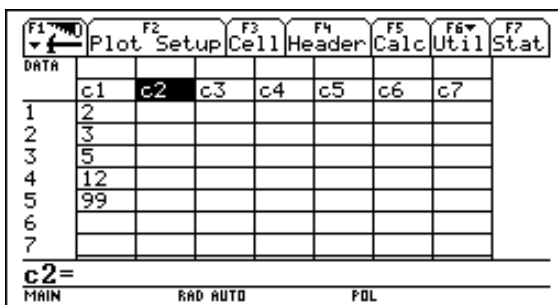 F1 F2 F3 F4 F5 F6 F7
Plot Setup Cell Header Calc Util Stat
DATA
c1 c2 c3 c4 c5 c6 c7
1 2
2 3
3 5
4 12
5 99
6
7
c2=
MAIN RAD AUTO POL